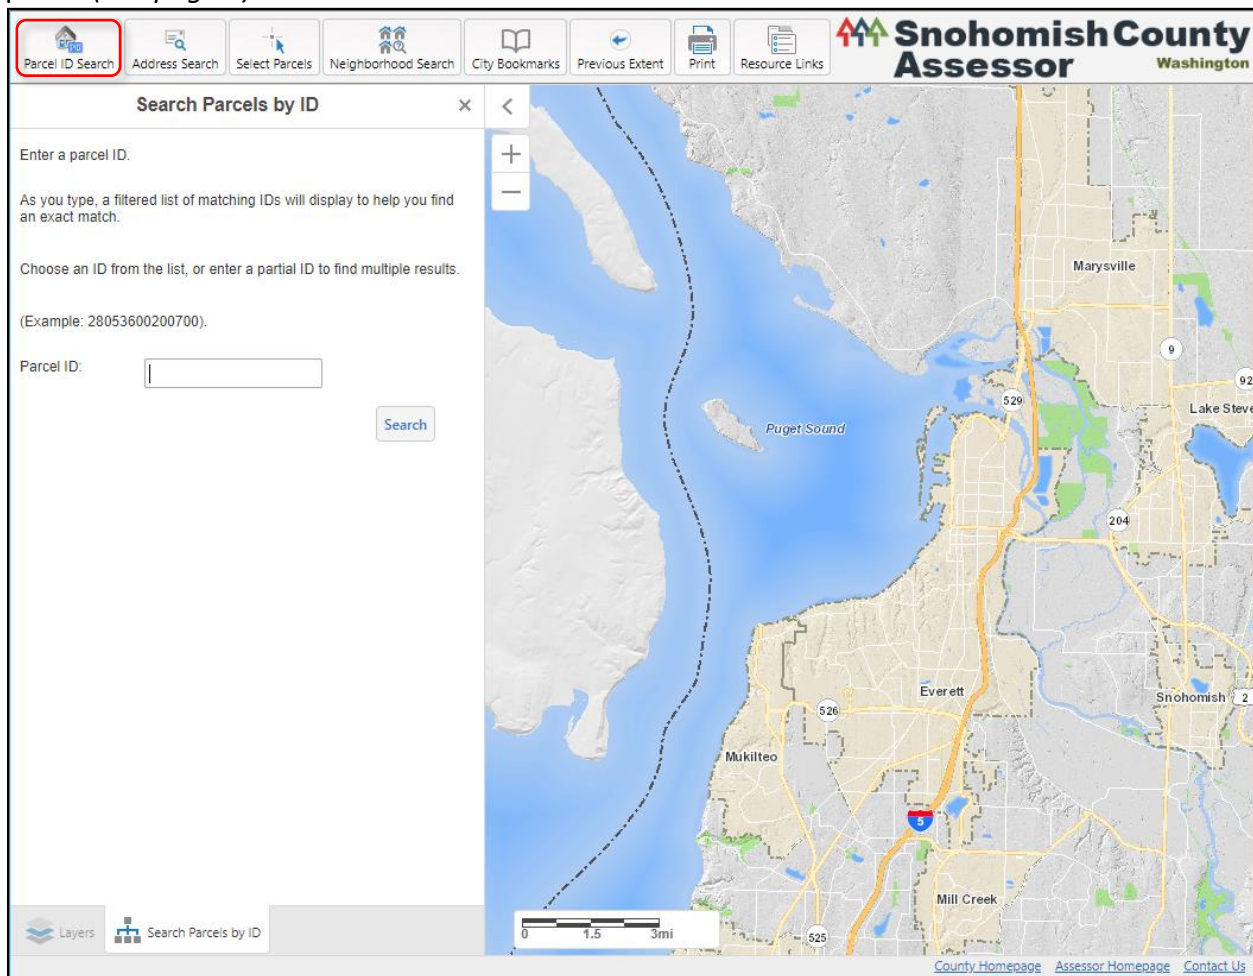 Parcel ID Search
Address Search
Select Parcels
Neighborhood Search
City Bookmarks
Previous Extent
Print
Resource Links
Snohomish County
Assessor
Washington
Search Parcels by ID
Enter a parcel ID.
As you type, a filtered list of matching IDs will display to help you find
an exact match.
Choose an ID from the list, or enter a partial ID to find multiple results.
(Example: 28053600200700).
Parcel ID:
Search
Layers
Search Parcels by ID
Marysville
9
92
529
Lake Steve
Puget Sound
204
Everett
Snohomish
2
526
Mukilteo
5
Mill Creek
525
0 1.5 3mi
County Homepage Assessor Homepage Contact Us